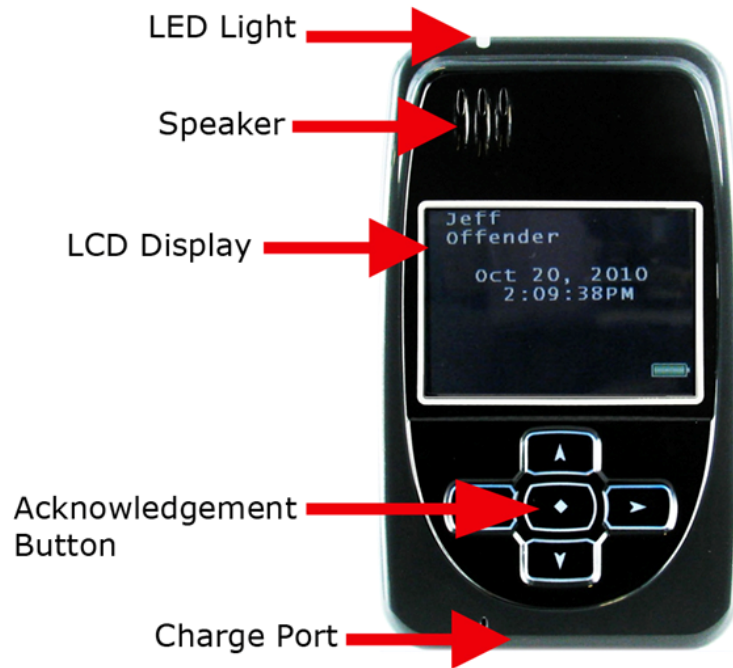 LED Light
Speaker
LCD Display
Jeff
Offender
Oct 20, 2010
2:09:38PM
Acknowledgement
Button
Charge Port